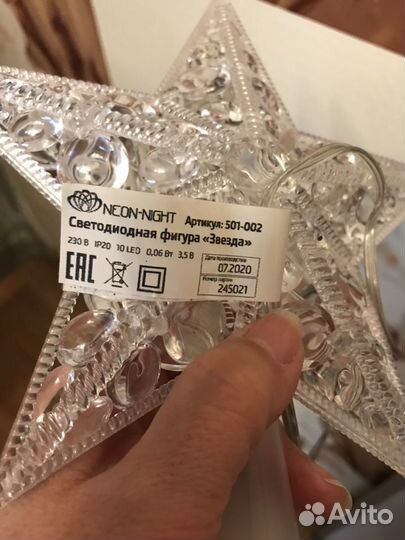 NEON-NIGHT Артикул: 501-002
Светодиодная фигура «Звезда»
230 В IP20 10 LED 0,06 Вт 3,5 В
Дата производства
07.2020
EAC
Номер партии
245021
Avito